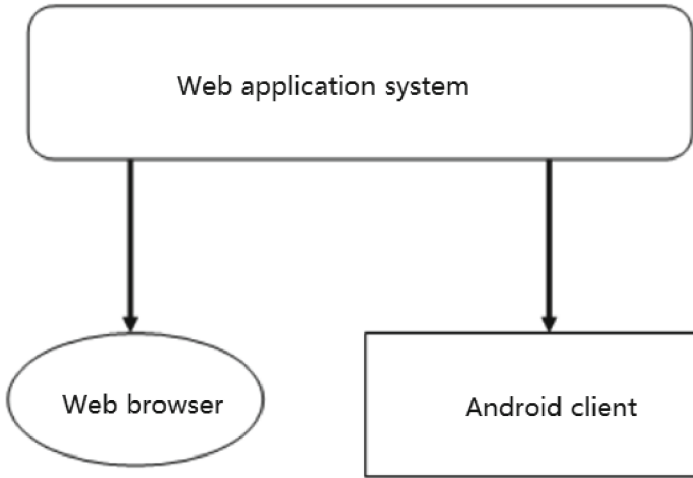 Web application system
Web browser
Android client